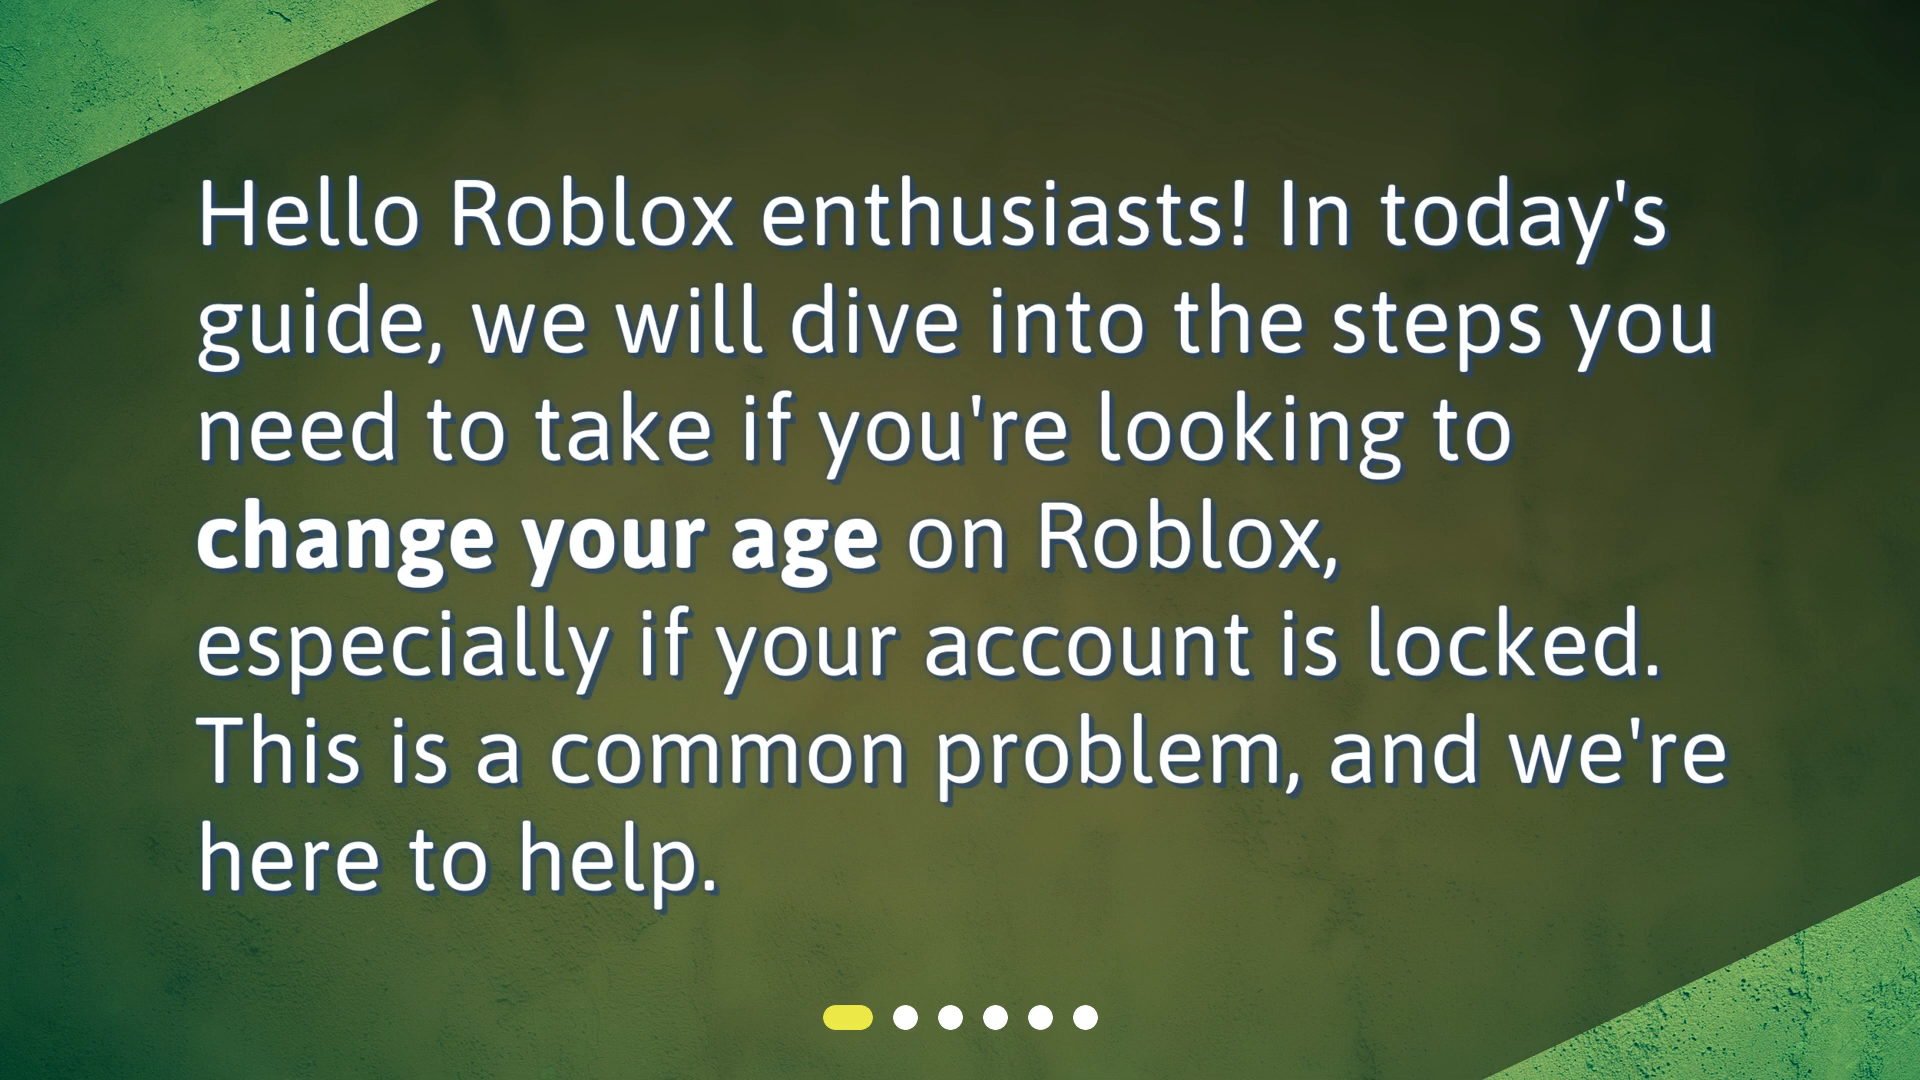 Hello Roblox enthusiasts! In today's
guide, we will dive into the steps you
need to take if you're looking to
change your age on Roblox,
especially if your account is locked.
This is a common problem, and we're
here to help.